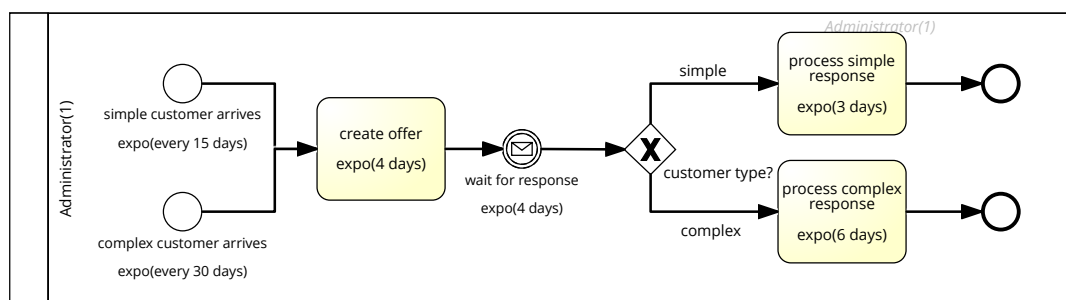 Administrator(1)
Administrator(1)
simple customer arrives
expo(every 15 days)
complex customer arrives
expo(every 30 days)
create offer
expo(4 days)
wait for response
expo(4 days)
customer type?
simple
complex
process simple
response
expo(3 days)
process complex
response
expo(6 days)